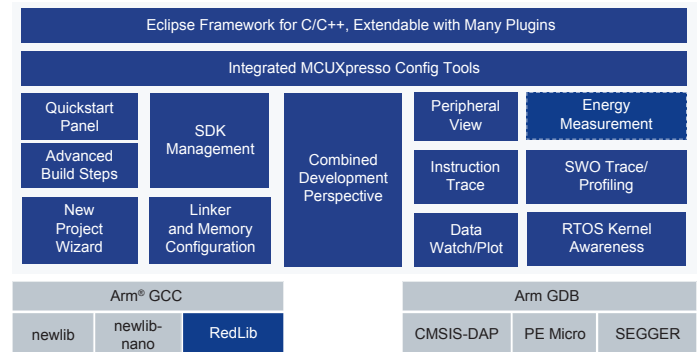 Eclipse Framework for C/C++, Extendable with Many Plugins
Integrated MCUXpresso Config Tools
Quickstart
Panel
Advanced
Build Steps
New
Project
Wizard
SDK
Management
Linker
and Memory
Configuration
Combined
Development
Perspective
Peripheral
View
Instruction
Trace
Data
Watch/Plot
Energy
Measurement
SWO Trace/
Profiling
RTOS Kernel
Awareness
Arm® GCC
newlib
newlib-
nano
RedLib
Arm GDB
CMSIS-DAP
PE Micro
SEGGER